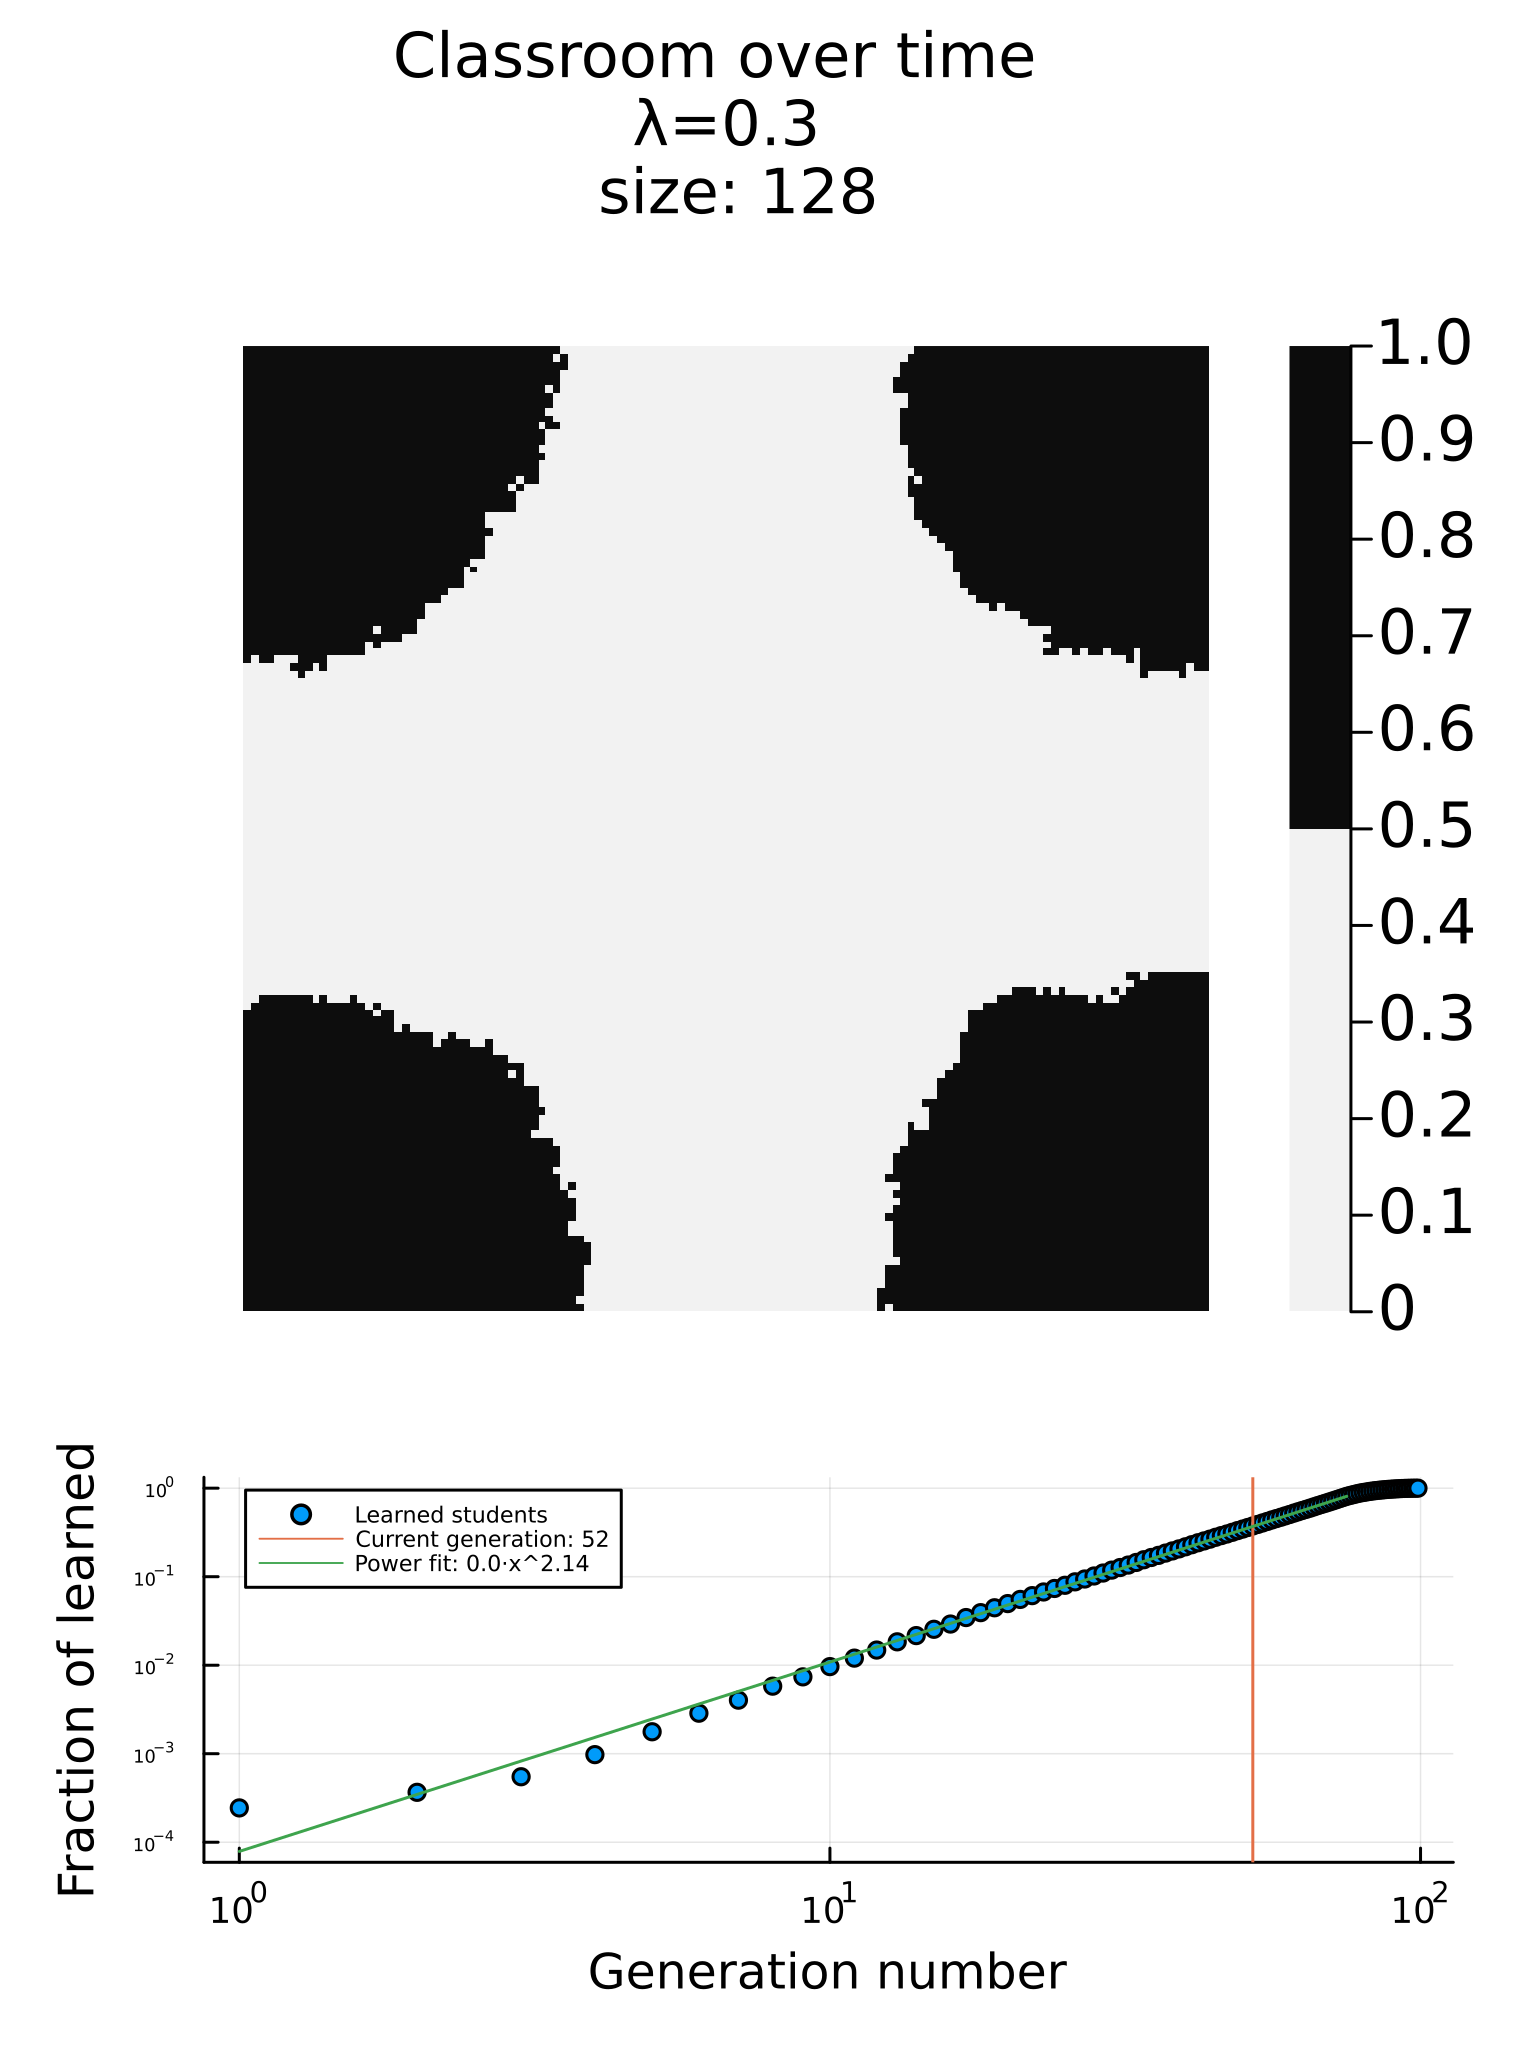 Classroom over time
λ=0.3
size: 128
1.0
0.9
0.8
0.7
0.6
0.5
0.4
0.3
0.2
0.1
0
Fraction of learned
10^0
10^-1
10^-2
10^-3
10^-4
Learned students
Current generation: 52
Power fit: 0.0·x^2.14
10^0 10^1 10^2
Generation number